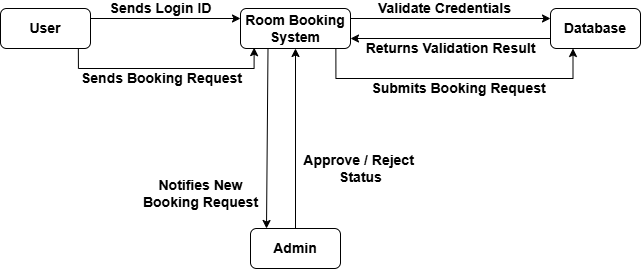 Sends Login ID
Validate Credentials
User
Room Booking
System
Database
Returns Validation Result
Sends Booking Request
Submits Booking Request
Approve / Reject
Status
Notifies New
Booking Request
Admin